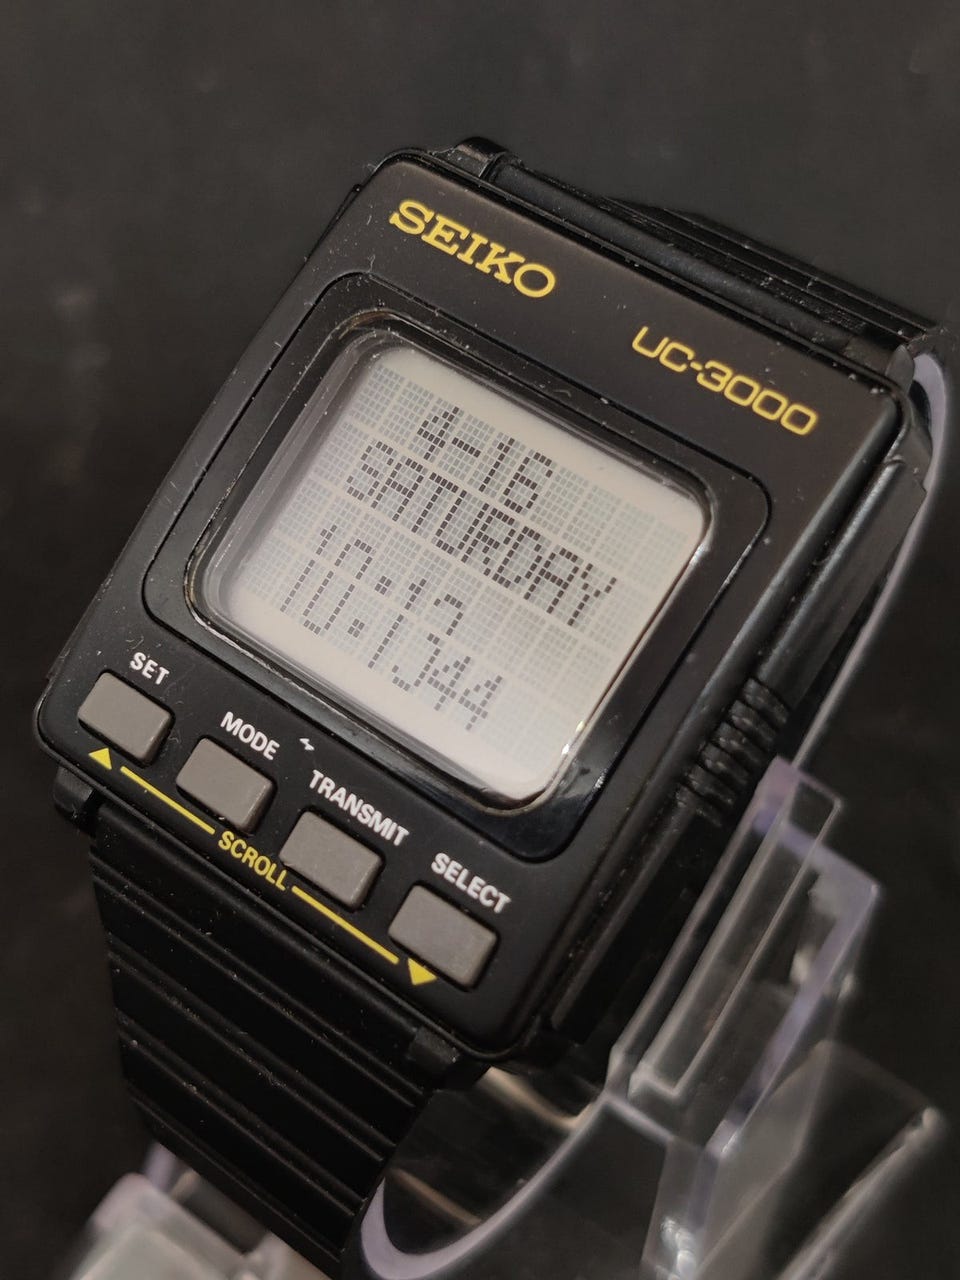 SEIKO
UC-3000
4-16
SATURDAY
10:13 44
SET
MODE
TRANSMIT
SELECT
SCROLL